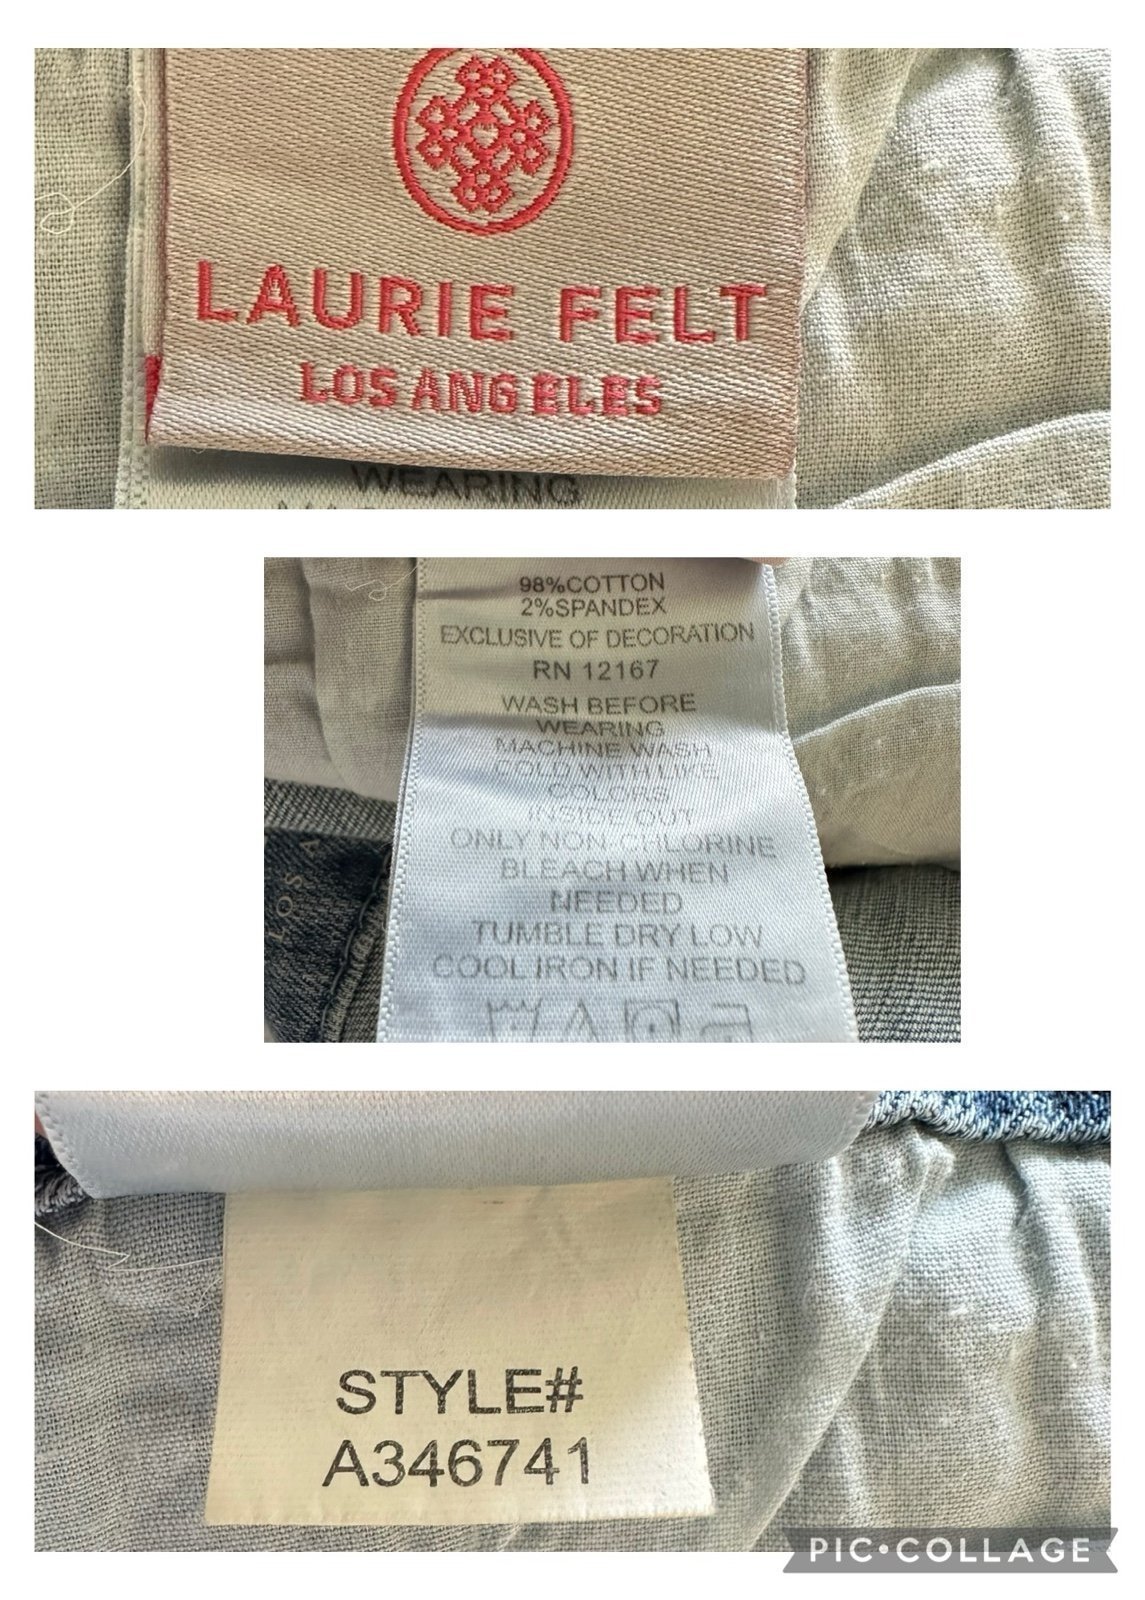 LAURIE FELT
LOS ANGELES
WEARING
98%COTTON
2%SPANDEX
EXCLUSIVE OF DECORATION
RN 12167
WASH BEFORE
WEARING
MACHINE WASH
COLD WITH LIKE
COLORS
INSIDE OUT
ONLY NON-CHLORINE
BLEACH WHEN
NEEDED
TUMBLE DRY LOW
COOL IRON IF NEEDED
LOS A
STYLE#
A346741
PIC•COLLAGE